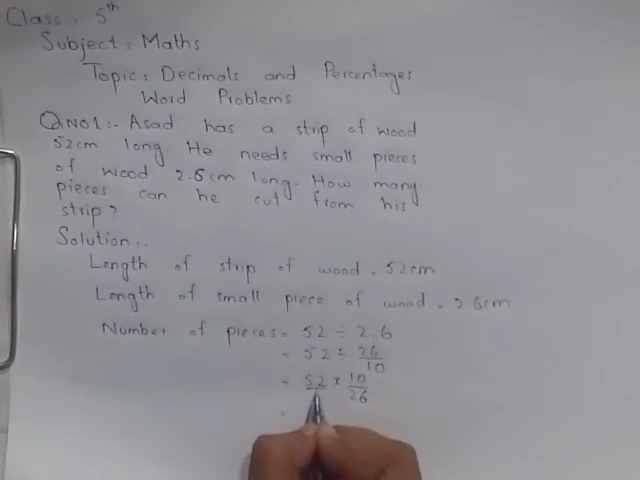 Class: 5th
Subject: Maths
Topic: Decimals and Percentages
Word Problems
QNO1:- Asad has a strip of wood
52cm long. He needs small pieces
of wood 2.6cm long. How many
pieces can he cut from his
strip?
Solution:-
Length of strip of wood = 52cm
Length of small piece of wood = 2.6cm
Number of pieces = 52 ÷ 2.6
= 52 ÷ 26/10
= 52 × 10/26
=